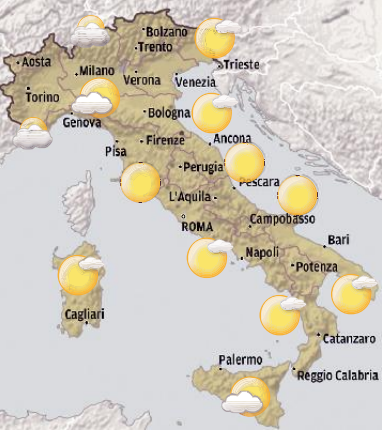 Bolzano
Trento
Aosta
Milano
Trieste
Verona
Venezia
Torino
Genova
Bologna
Pisa
Firenze
Ancona
Perugia
Pescara
L'Aquila
ROMA
Campobasso
Bari
Napoli
Potenza
Cagliari
Catanzaro
Palermo
Reggio Calabria